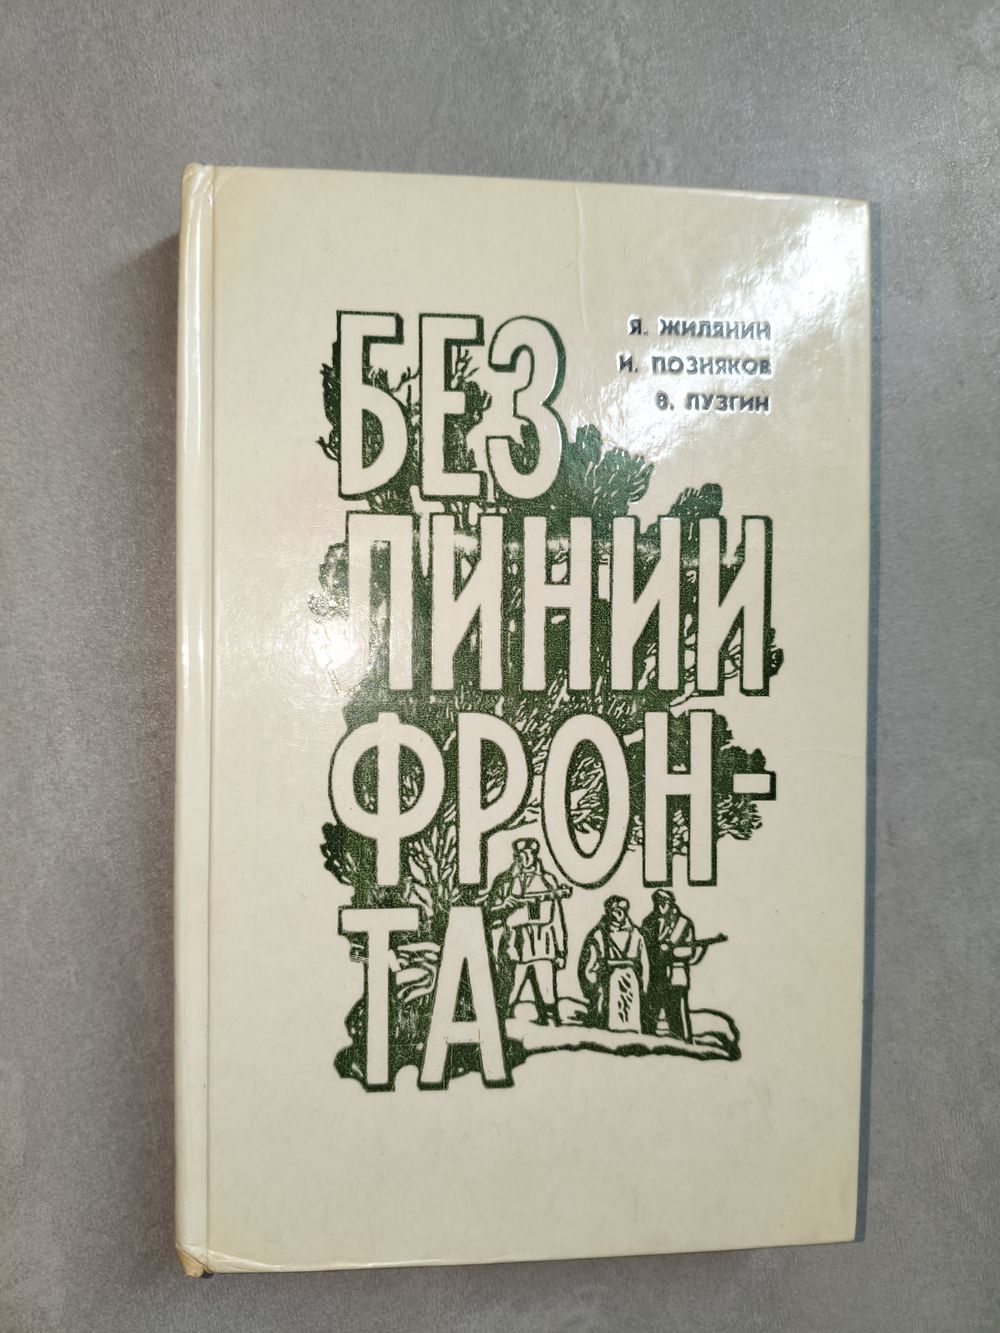 Я. ЖИЛЯНИН
И. ПОЗНЯКОВ
В. ЛУЗГИН
БЕЗ
ЛИНИИ
ФРОН-
ТА